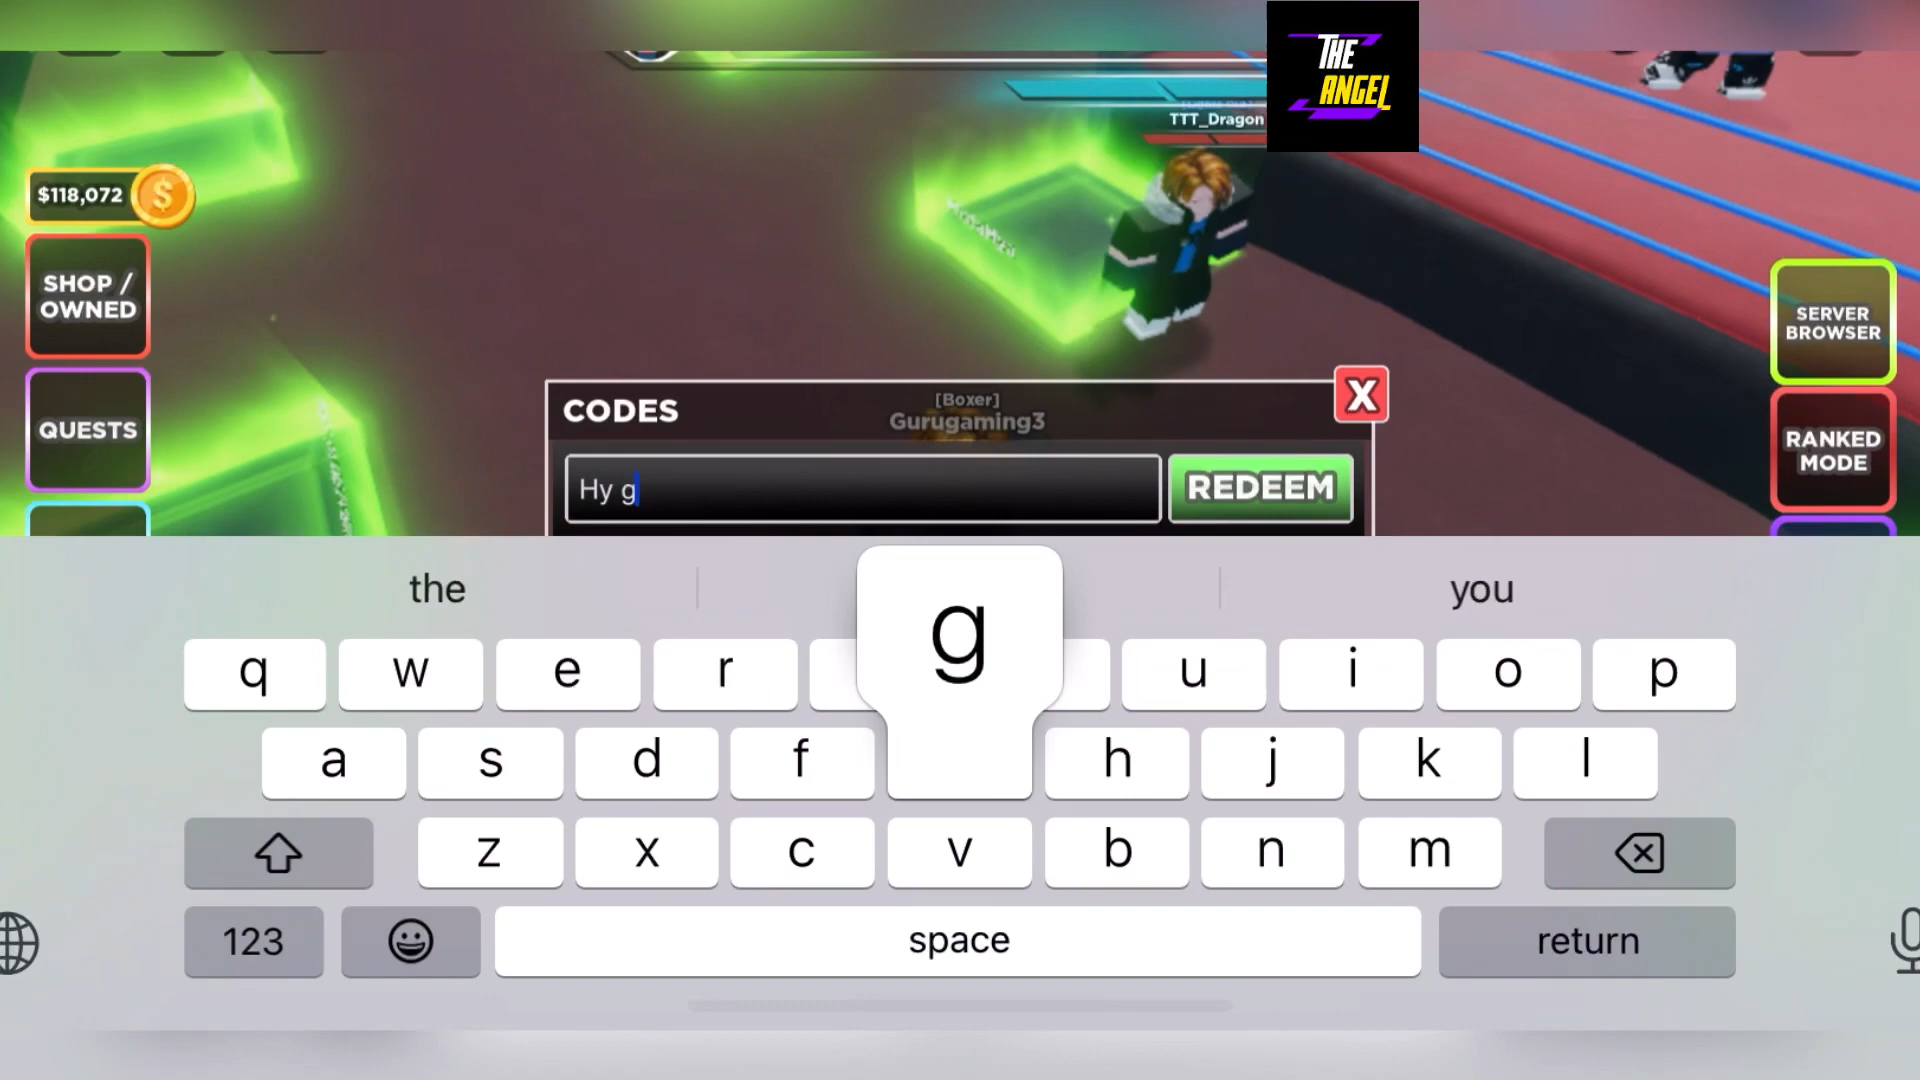 THE
ANGEL
TTT_Dragon
$118,072
$
SHOP /
OWNED
QUESTS
SERVER
BROWSER
RANKED
MODE
CODES
X
[Boxer]
Gurugaming3
Hy g
REDEEM
the
you
g
q w e r u i o p
a s d f h j k l
z x c v b n m
123
space
return